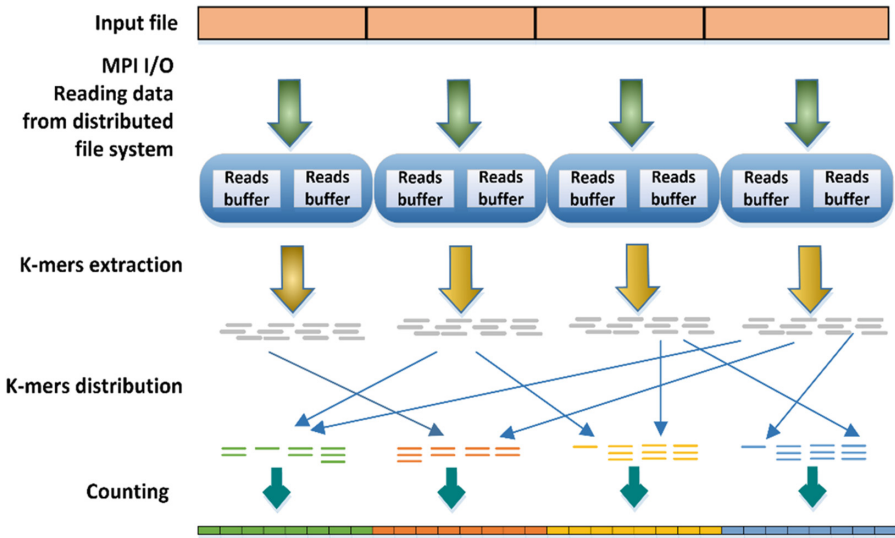 Input file
MPI I/O
Reading data
from distributed
file system
Reads
buffer
Reads
buffer
Reads
buffer
Reads
buffer
Reads
buffer
Reads
buffer
Reads
buffer
Reads
buffer
K-mers extraction
K-mers distribution
Counting